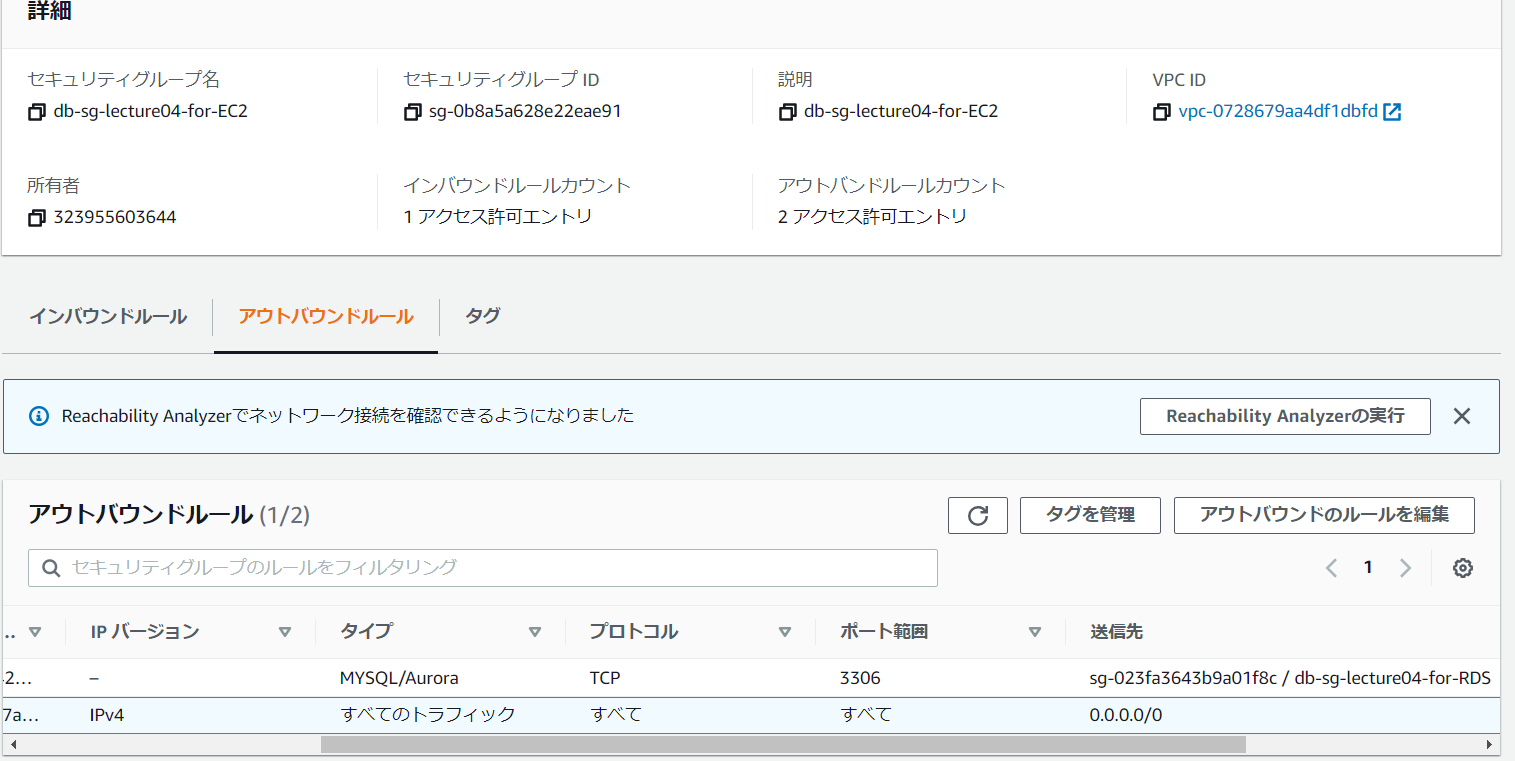 詳細
セキュリティグループ名 セキュリティグループ ID 説明 VPC ID
db-sg-lecture04-for-EC2 sg-0b8a5a628e22eae91 db-sg-lecture04-for-EC2 vpc-0728679aa4df1dbfd
所有者 インバウンドルールカウント アウトバンドルールカウント
323955603644 1 アクセス許可エントリ 2 アクセス許可エントリ
インバウンドルール アウトバウンドルール タグ
Reachability Analyzerでネットワーク接続を確認できるようになりました Reachability Analyzerの実行
アウトバウンドルール (1/2) タグを管理 アウトバウンドのルールを編集
セキュリティグループのルールをフィルタリング 1
.. IP バージョン タイプ プロトコル ポート範囲 送信先
2... – MYSQL/Aurora TCP 3306 sg-023fa3643b9a01f8c / db-sg-lecture04-for-RDS
7a... IPv4 すべてのトラフィック すべて すべて 0.0.0.0/0